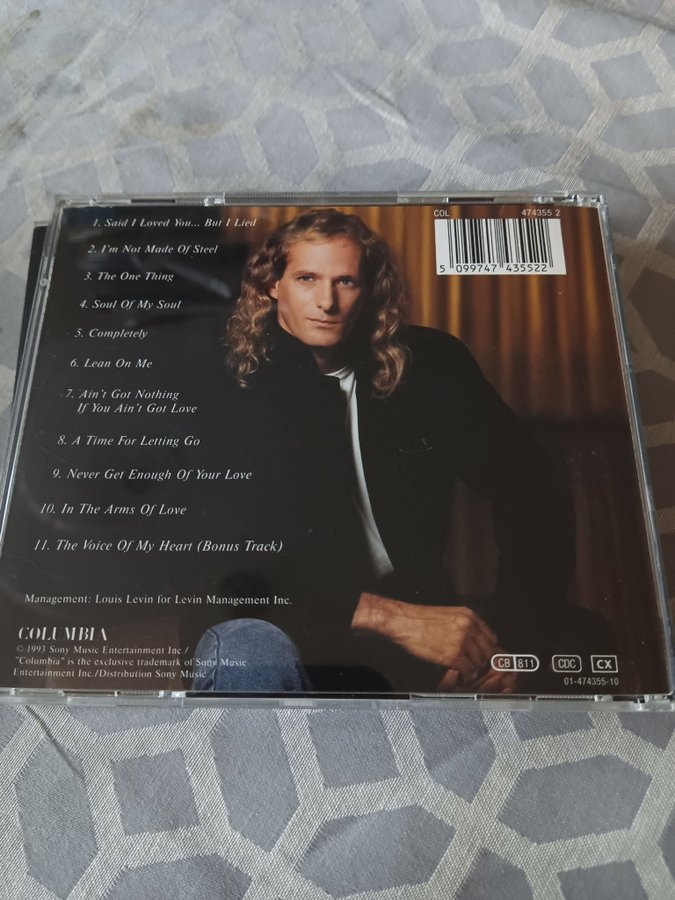 COL 474355 2
5 099747 435522
1. Said I Loved You... But I Lied
2. I'm Not Made Of Steel
3. The One Thing
4. Soul Of My Soul
5. Completely
6. Lean On Me
7. Ain't Got Nothing
If You Ain't Got Love
8. A Time For Letting Go
9. Never Get Enough Of Your Love
10. In The Arms Of Love
11. The Voice Of My Heart (Bonus Track)
Management: Louis Levin for Levin Management Inc.
COLUMBIA
© 1993 Sony Music Entertainment Inc./
"Columbia" is the exclusive trademark of Sony Music
Entertainment Inc./Distribution Sony Music
CB 811 CDC CX
01-474355-10